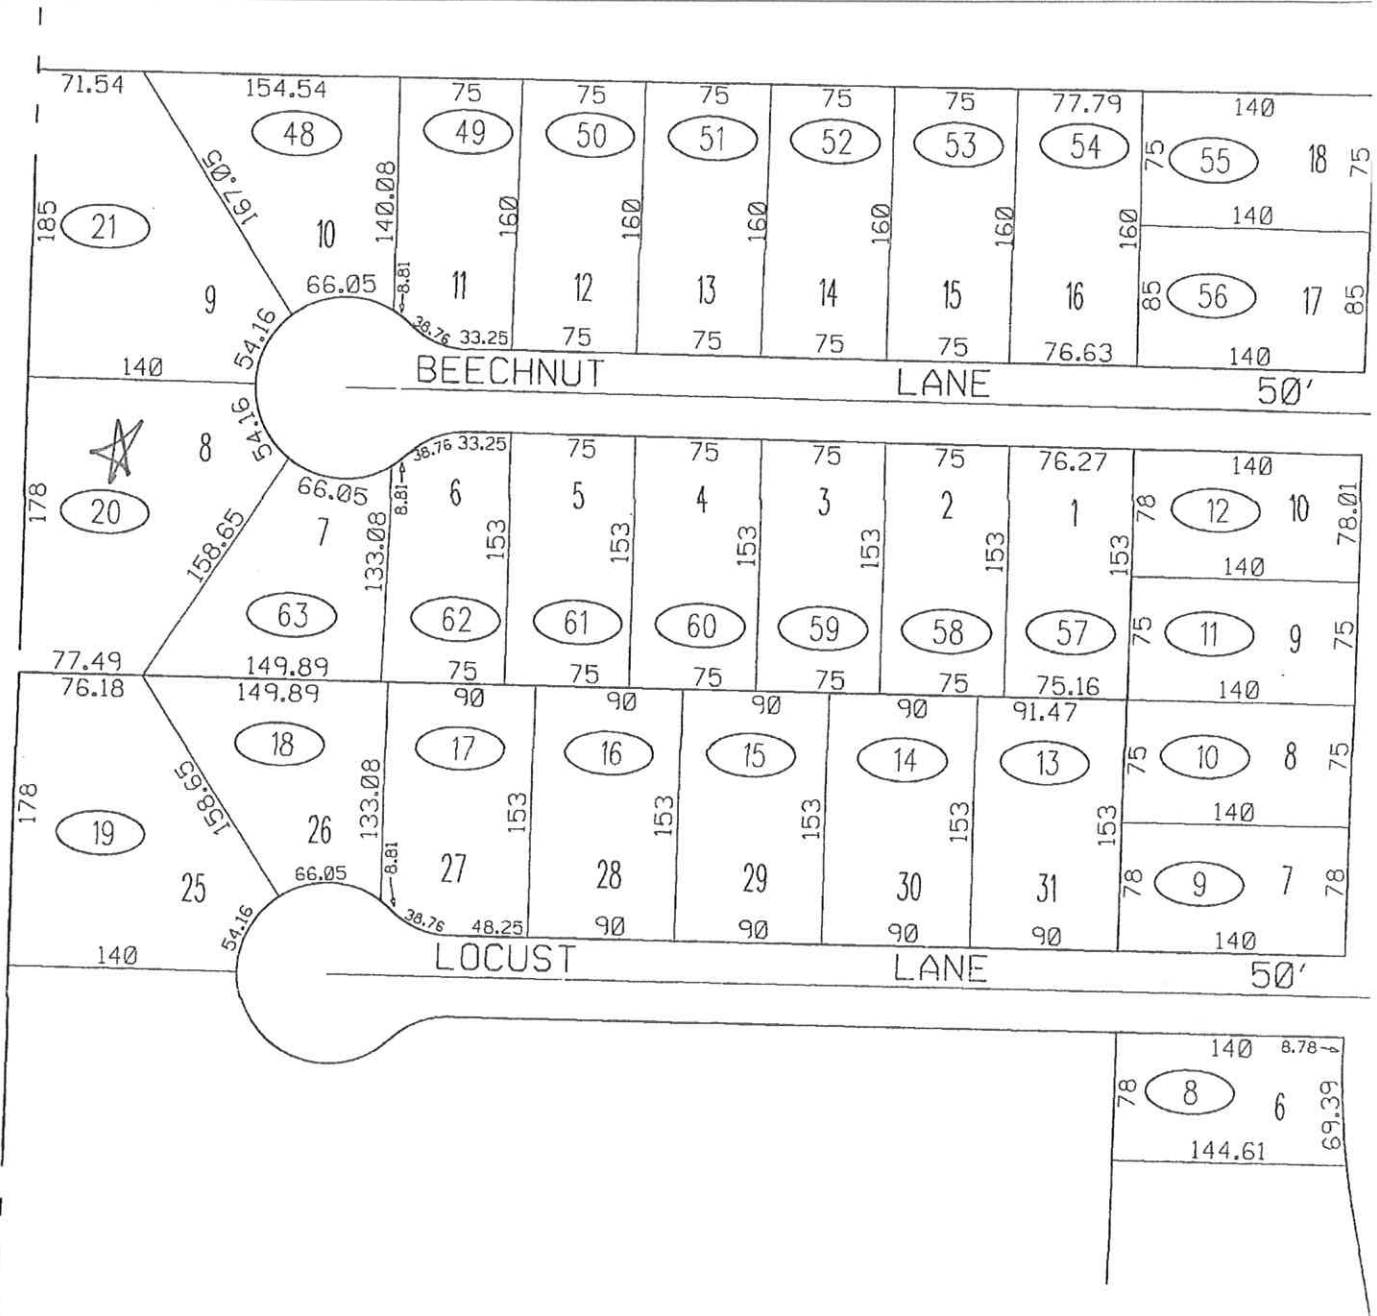 71.54 154.54 75 75 75 75 75 77.79 140
48 49 50 51 52 53 54 55 18
75 75
167.05 140.08 160 160 160 160 160 160 140
185 21
10
66.05 8.81 11 12 13 14 15 16 85 56 17 85
9
54.16 38.76 33.25 75 75 75 75 76.63 140
140 BEECHNUT LANE 50'
54.16 38.76 33.25 75 75 75 75 76.27 140
8
66.05 8.81 6 5 4 3 2 1 78 12 10 78.01
178 20
7
158.65 133.08 153 153 153 153 153 153 140
63 62 61 60 59 58 57 75 11 9 75
77.49 149.89 75 75 75 75 75 75.16 140
76.18 149.89 90 90 90 90 91.47
18 17 16 15 14 13 75 10 8 75
178 158.65 133.08 153 153 153 153 153 140
19 26
8.81
25 66.05 27 28 29 30 31 78 9 7 78
54.16 38.76 48.25 90 90 90 90 140
140 LOCUST LANE 50'
140 8.78
78 8 6 69.39
144.61